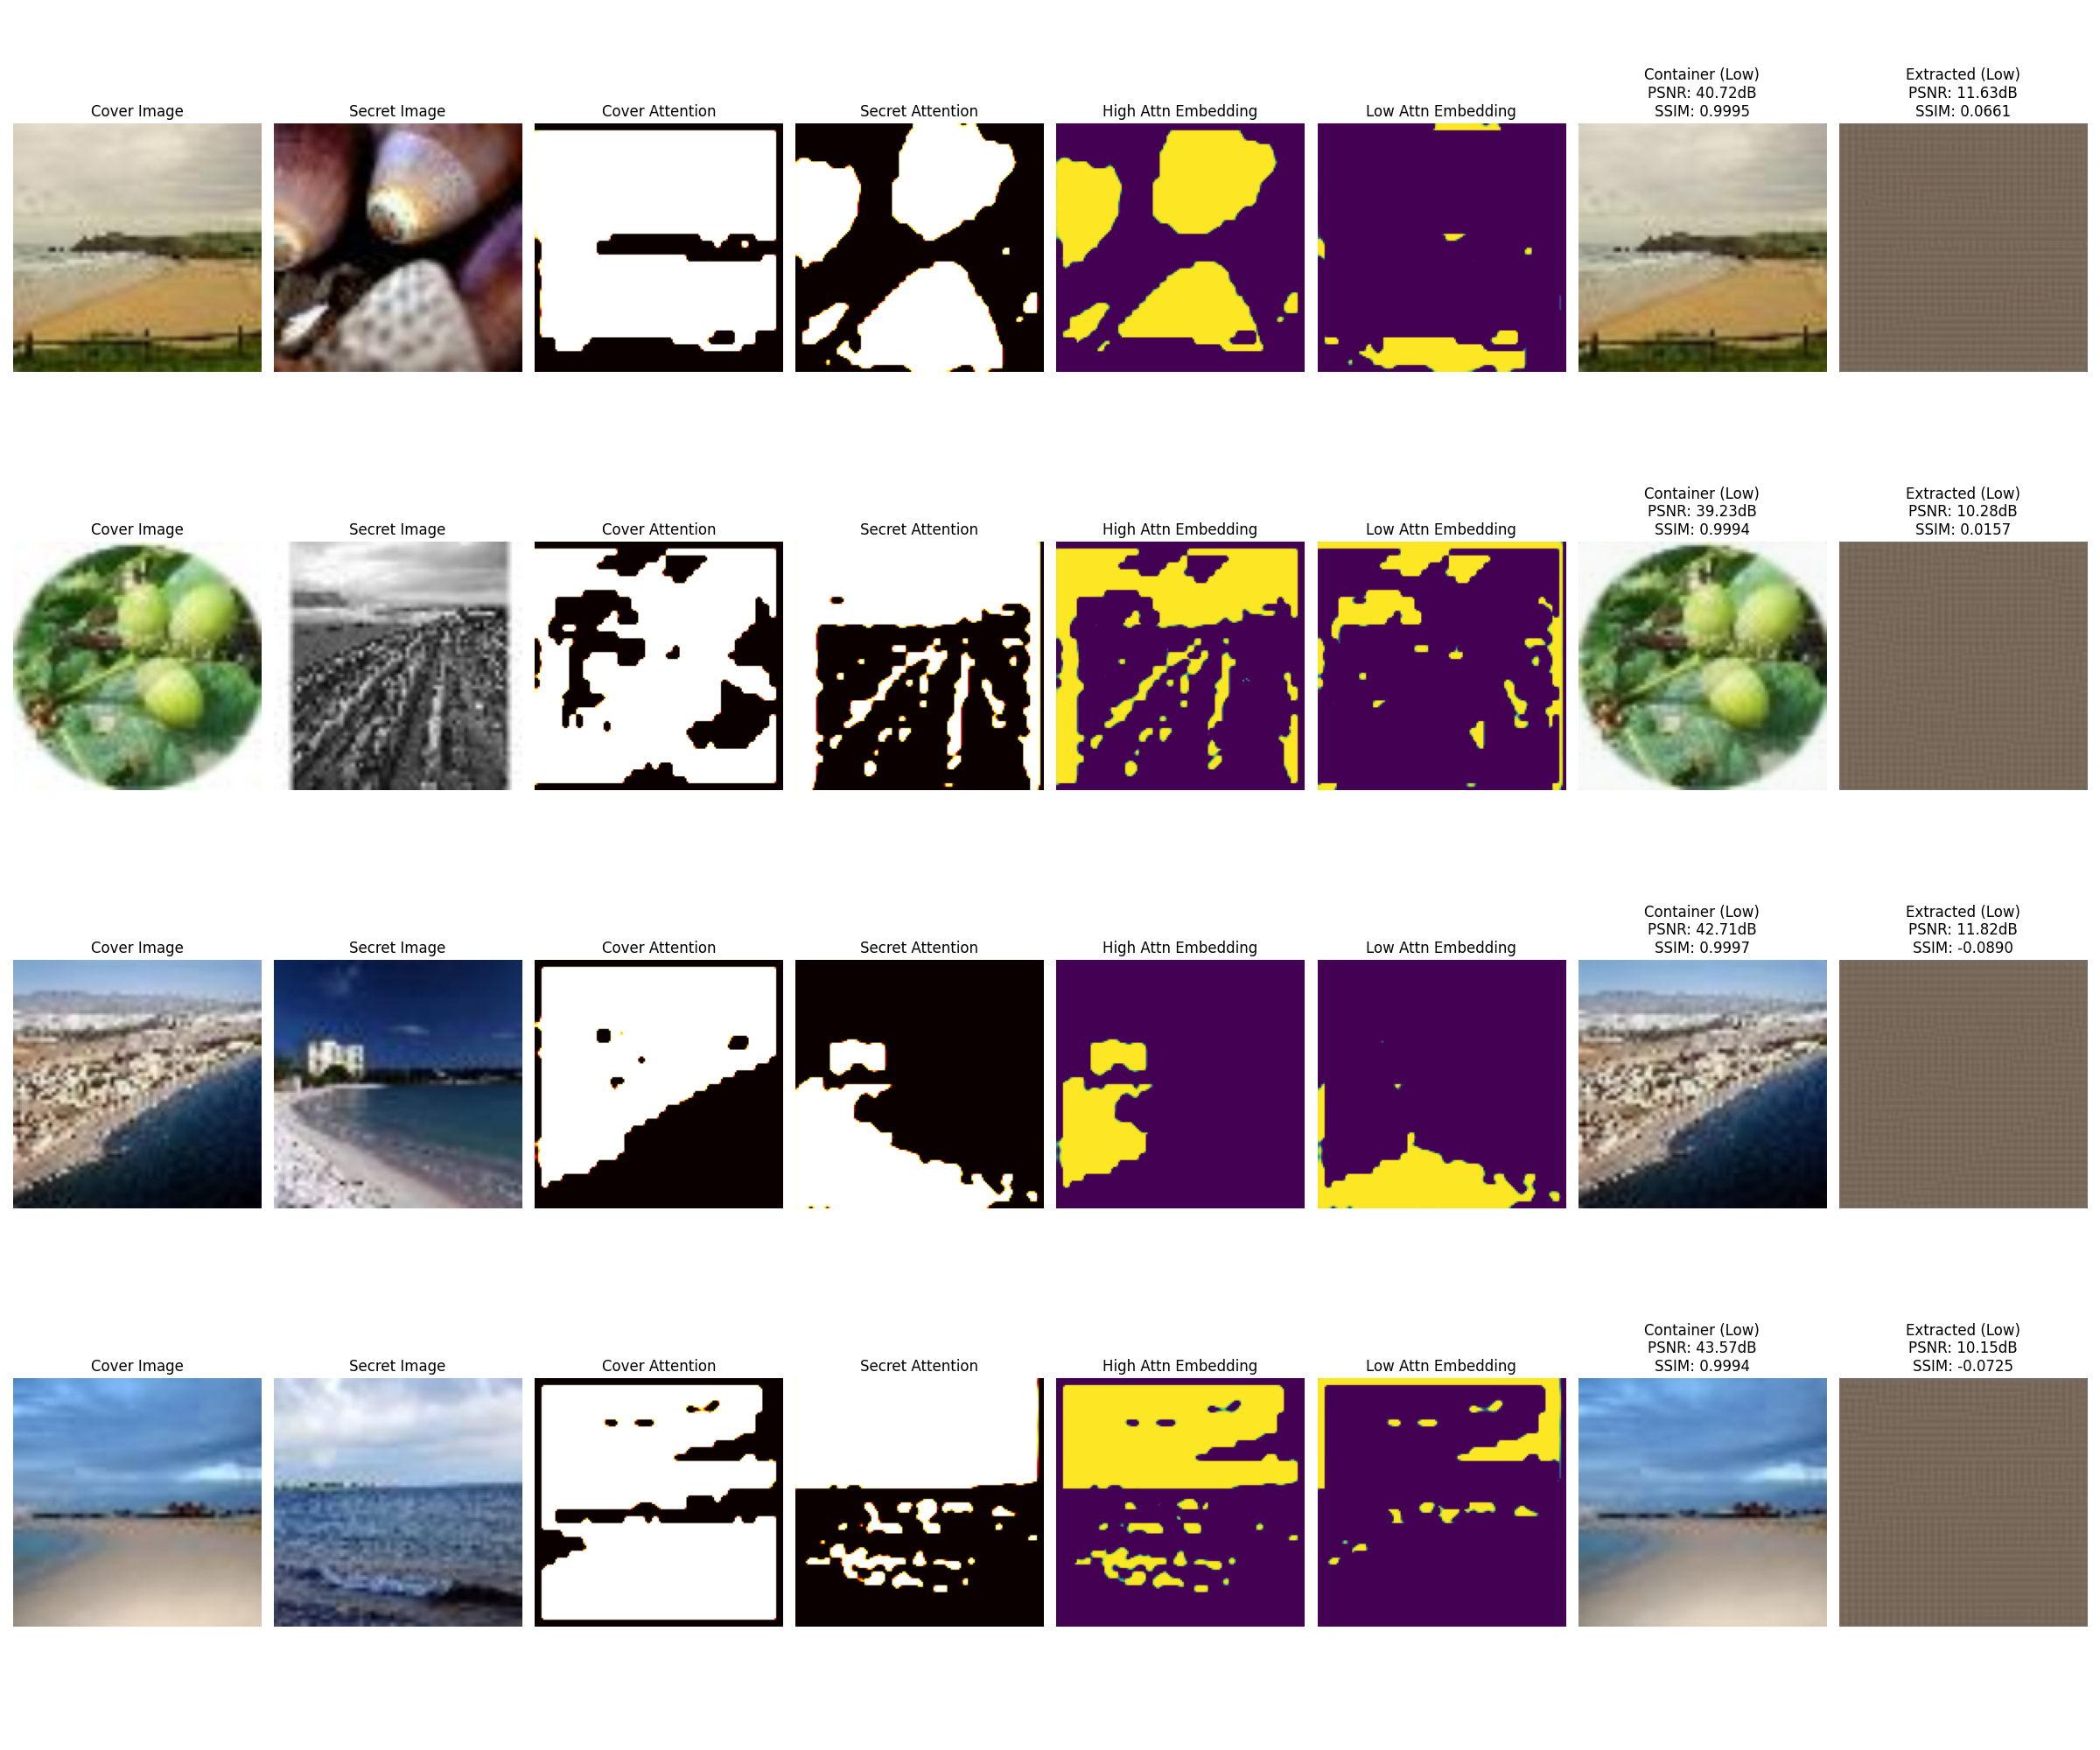 Cover Image
Secret Image
Cover Attention
Secret Attention
High Attn Embedding
Low Attn Embedding
Container (Low)
PSNR: 40.72dB
SSIM: 0.9995
Extracted (Low)
PSNR: 11.63dB
SSIM: 0.0661
Cover Image
Secret Image
Cover Attention
Secret Attention
High Attn Embedding
Low Attn Embedding
Container (Low)
PSNR: 39.23dB
SSIM: 0.9994
Extracted (Low)
PSNR: 10.28dB
SSIM: 0.0157
Cover Image
Secret Image
Cover Attention
Secret Attention
High Attn Embedding
Low Attn Embedding
Container (Low)
PSNR: 42.71dB
SSIM: 0.9997
Extracted (Low)
PSNR: 11.82dB
SSIM: -0.0890
Cover Image
Secret Image
Cover Attention
Secret Attention
High Attn Embedding
Low Attn Embedding
Container (Low)
PSNR: 43.57dB
SSIM: 0.9994
Extracted (Low)
PSNR: 10.15dB
SSIM: -0.0725